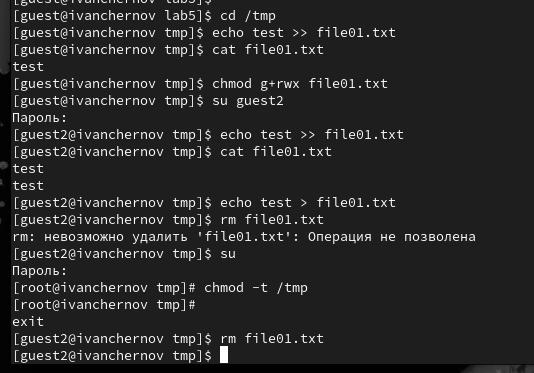 [guest@ivanchernov lab5]$
[guest@ivanchernov lab5]$ cd /tmp
[guest@ivanchernov tmp]$ echo test >> file01.txt
[guest@ivanchernov tmp]$ cat file01.txt
test
[guest@ivanchernov tmp]$ chmod g+rwx file01.txt
[guest@ivanchernov tmp]$ su guest2
Пароль:
[guest2@ivanchernov tmp]$ echo test >> file01.txt
[guest2@ivanchernov tmp]$ cat file01.txt
test
test
[guest2@ivanchernov tmp]$ echo test > file01.txt
[guest2@ivanchernov tmp]$ rm file01.txt
rm: невозможно удалить 'file01.txt': Операция не позволена
[guest2@ivanchernov tmp]$ su
Пароль:
[root@ivanchernov tmp]# chmod -t /tmp
[root@ivanchernov tmp]#
exit
[guest2@ivanchernov tmp]$ rm file01.txt
[guest2@ivanchernov tmp]$